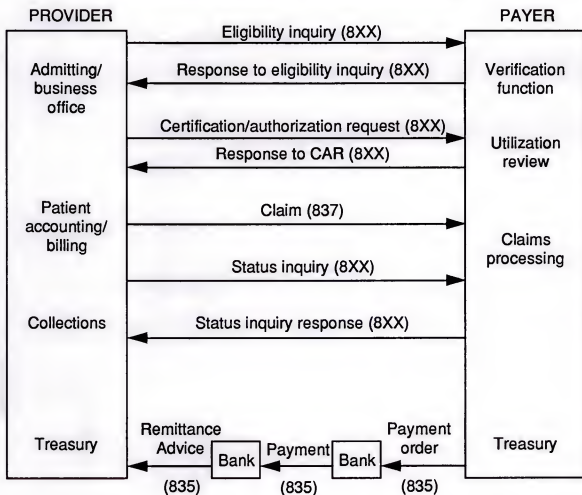 PROVIDER
PAYER
Eligibility inquiry (8XX)
Admitting/
business
office
Response to eligibility inquiry (8XX)
Verification
function
Certification/authorization request (8XX)
Response to CAR (8XX)
Utilization
review
Patient
accounting/
billing
Claim (837)
Claims
processing
Status inquiry (8XX)
Collections
Status inquiry response (8XX)
Treasury
Remittance
Advice
(835)
Bank
Payment
(835)
Bank
Payment
order
(835)
Treasury